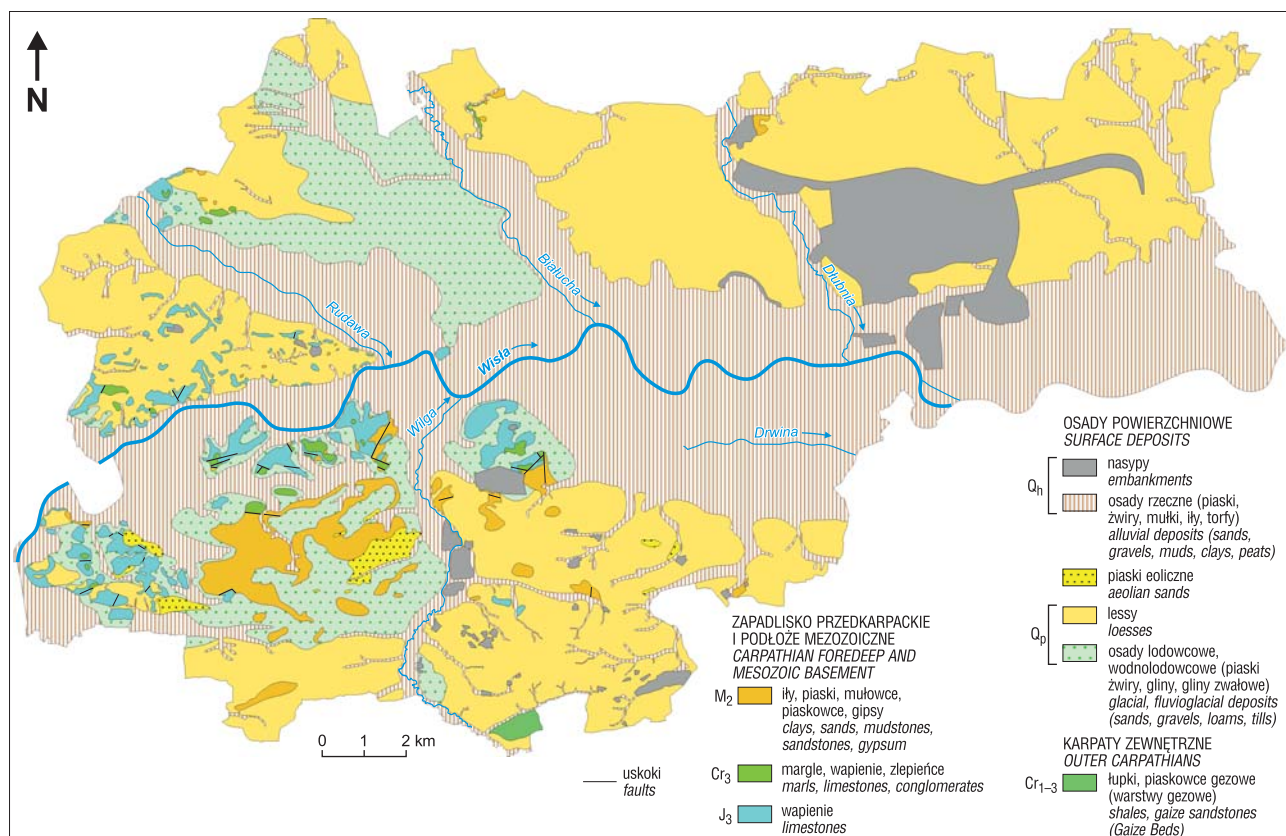 N
Rudawa
Białucha
Dłubnia
Wisła
Wilga
Drwina
0 1 2 km
uskoki
faults
ZAPADLISKO PRZEDKARPACKIE
I PODŁOŻE MEZOZOICZNE
CARPATHIAN FOREDEEP AND
MESOZOIC BASEMENT
M2 iły, piaski, mułowce,
piaskowce, gipsy
clays, sands, mudstones,
sandstones, gypsum
Cr3 margle, wapienie, zlepieńce
marls, limestones, conglomerates
J3 wapienie
limestones
OSADY POWIERZCHNIOWE
SURFACE DEPOSITS
Qh
nasypy
embankments
osady rzeczne (piaski,
żwiry, mułki, iły, torfy)
alluvial deposits (sands,
gravels, muds, clays, peats)
piaski eoliczne
aeolian sands
Qp
lessy
loesses
osady lodowcowe,
wodnolodowcowe (piaski
żwiry, gliny, gliny zwałowe)
glacial, fluvioglacial deposits
(sands, gravels, loams, tills)
KARPATY ZEWNĘTRZNE
OUTER CARPATHIANS
Cr1–3 łupki, piaskowce gezowe
(warstwy gezowe)
shales, gaize sandstones
(Gaize Beds)